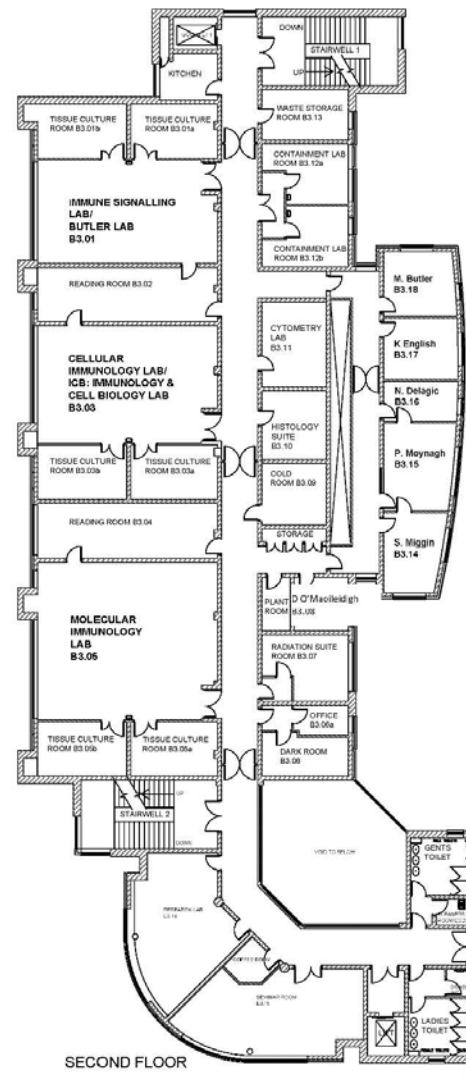 DOWN
STAIRWELL 1
UP
KITCHEN
TISSUE CULTURE
ROOM B3.01b
TISSUE CULTURE
ROOM B3.01a
WASTE STORAGE
ROOM B3.13
CONTAINMENT LAB
ROOM B3.12a
IMMUNE SIGNALLING
LAB/
BUTLER LAB
B3.01
CONTAINMENT LAB
ROOM B3.12b
READING ROOM B3.02
M. Butler
B3.18
CYTOMETRY
LAB
B3.11
K English
B3.17
CELLULAR
IMMUNOLOGY LAB/
ICB: IMMUNOLOGY &
CELL BIOLOGY LAB
B3.03
N. Delagic
B3.16
HISTOLOGY
SUITE
B3.10
P. Moynagh
B3.15
TISSUE CULTURE
ROOM B3.03b
TISSUE CULTURE
ROOM B3.03a
COLD
ROOM B3.09
READING ROOM B3.04
STORAGE
S. Miggin
B3.14
PLANT
ROOM
D O'Maoileidigh
B3.08
MOLECULAR
IMMUNOLOGY
LAB
B3.05
RADIATION SUITE
ROOM B3.07
OFFICE
B3.06a
TISSUE CULTURE
ROOM B3.05b
TISSUE CULTURE
ROOM B3.05a
DARK ROOM
B3.06
UP
STAIRWELL 2
DOWN
VOID TO BELOW
GENTS
TOILET
RESEARCH LAB
SEMINAR ROOM
LIFT
LADIES
TOILET
SECOND FLOOR